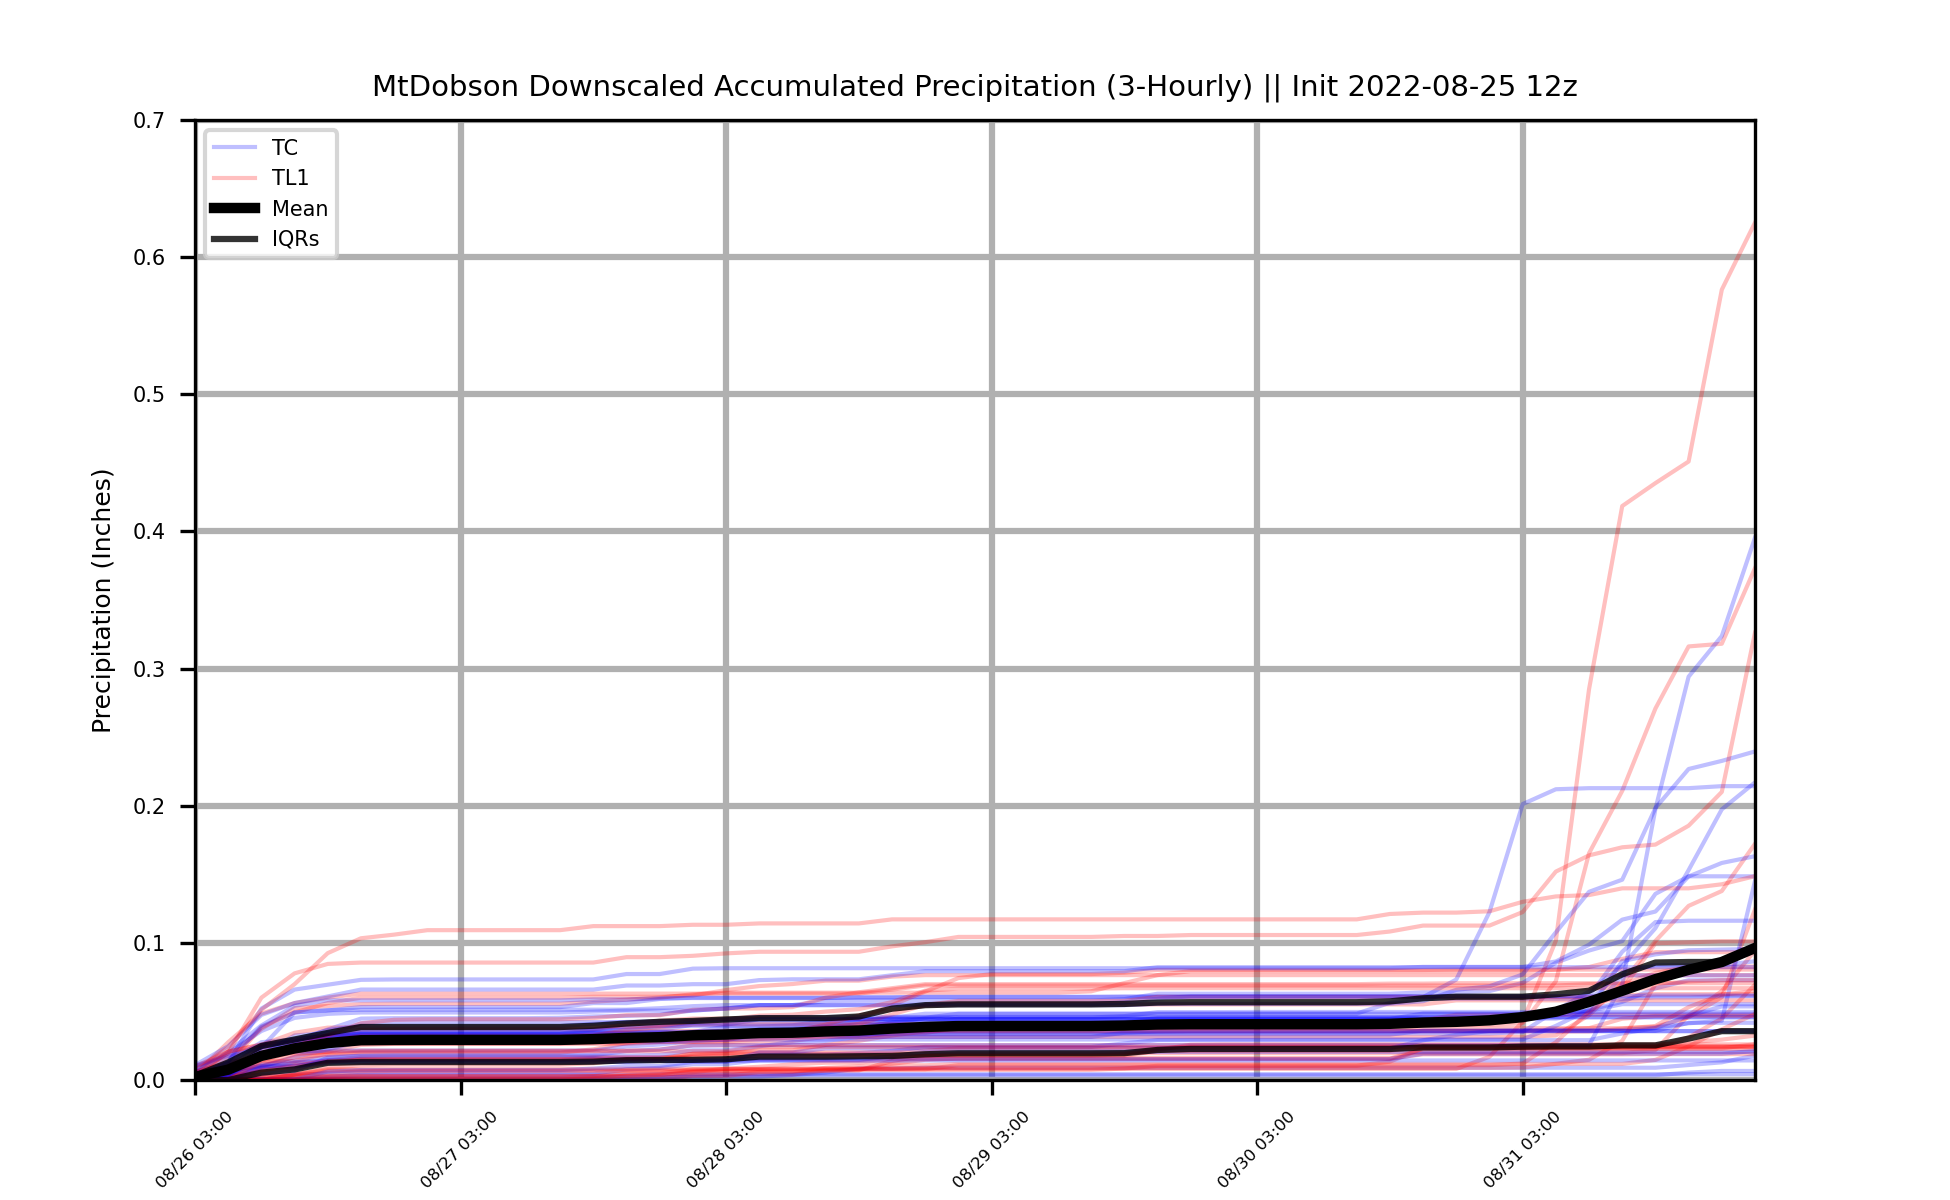 MtDobson Downscaled Accumulated Precipitation (3-Hourly) || Init 2022-08-25 12z
TC
TL1
Mean
IQRs
Precipitation (Inches)
0.7
0.6
0.5
0.4
0.3
0.2
0.1
0.0
08/26 03:00
08/27 03:00
08/28 03:00
08/29 03:00
08/30 03:00
08/31 03:00